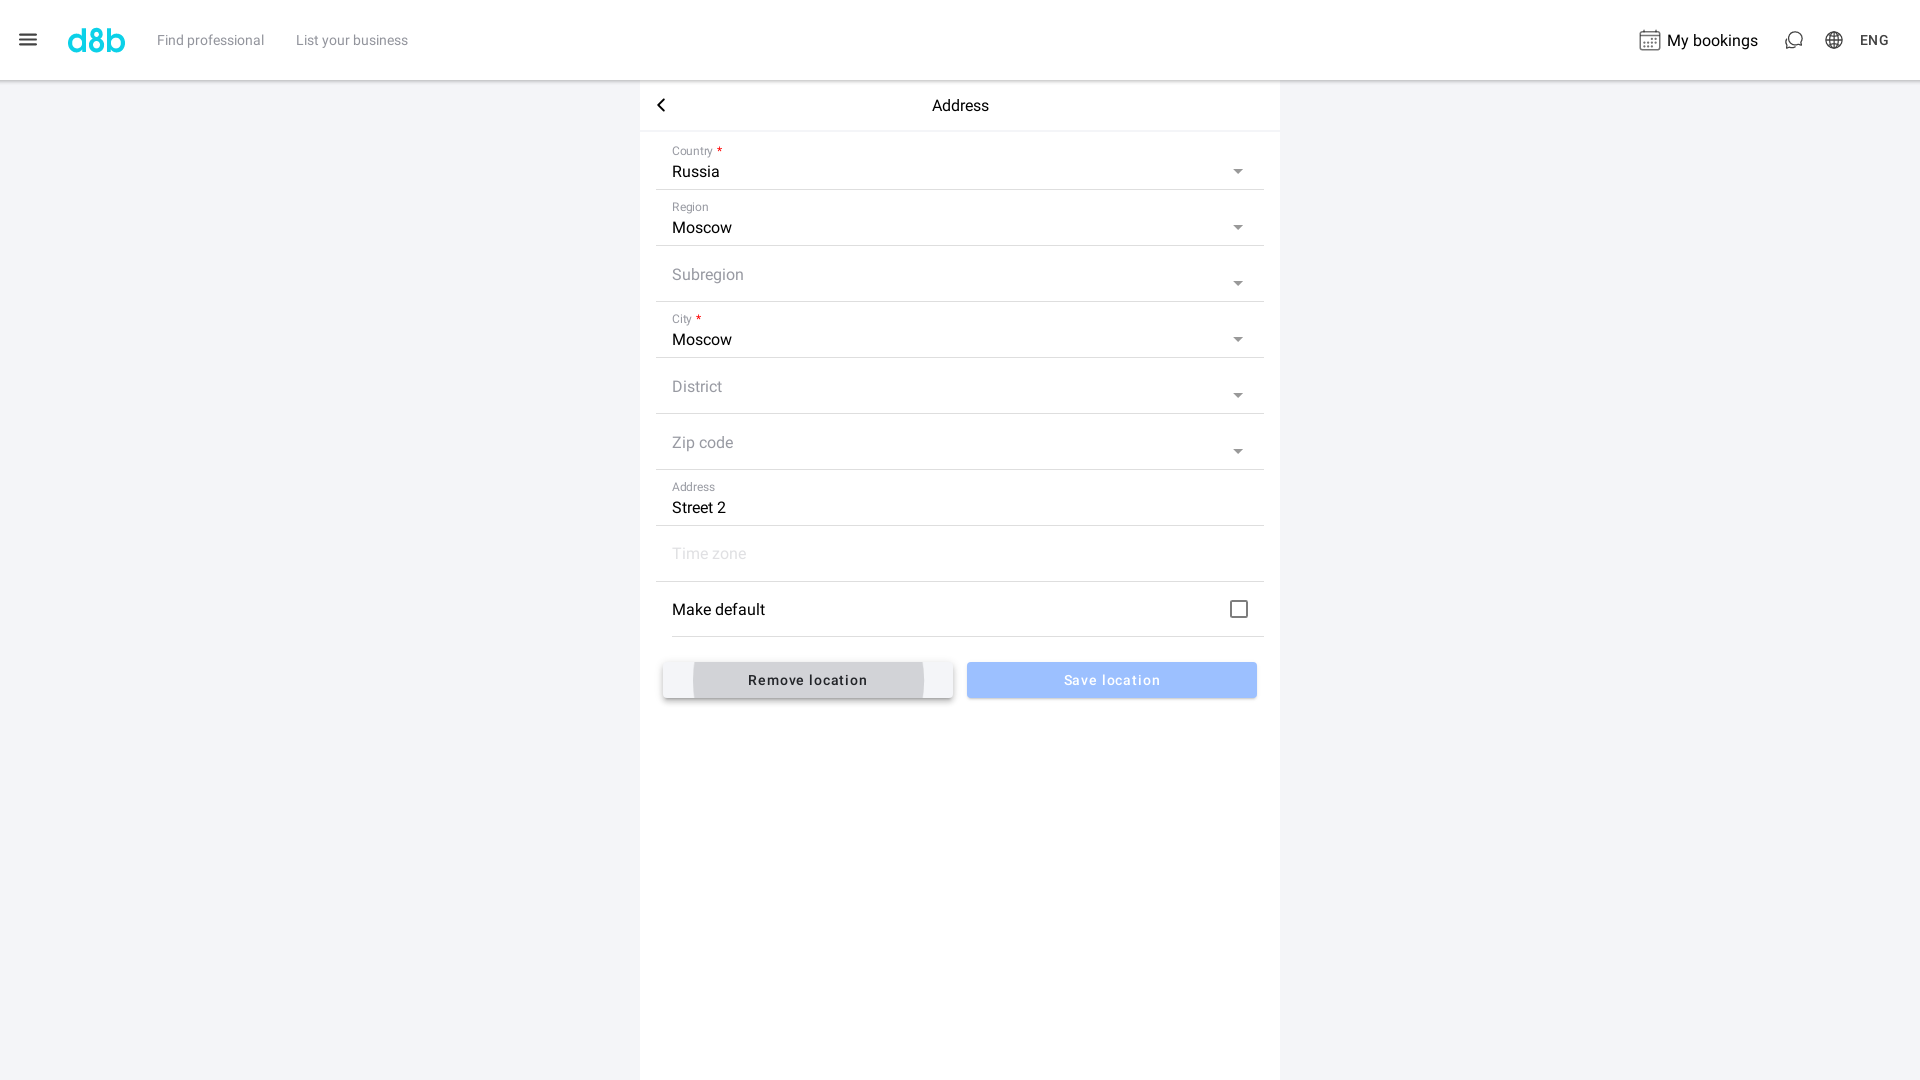 d8b
Find professional
List your business
My bookings
ENG
Address
Country *
Russia
Region
Moscow
Subregion
City *
Moscow
District
Zip code
Address
Street 2
Time zone
Make default
Remove location
Save location